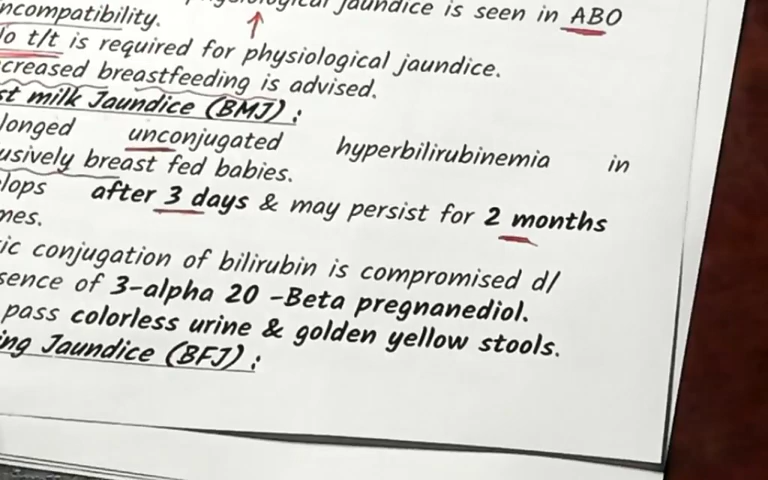 jaundice is seen in ABO
ncompatibility.
o t/t is required for physiological jaundice.
creased breastfeeding is advised.
st milk Jaundice (BMJ) :
longed unconjugated hyperbilirubinemia in
usively breast fed babies.
lops after 3 days & may persist for 2 months
mes.
ic conjugation of bilirubin is compromised d/
sence of 3-alpha 20 -Beta pregnanediol.
pass colorless urine & golden yellow stools.
ing Jaundice (BFJ) :